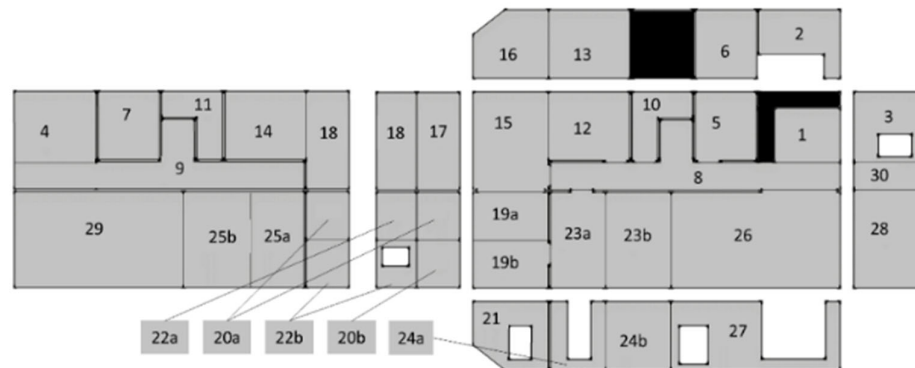 16 13 6 2
4 7 11 14 18 18 17 15 12 10 5 1 3
9 8 30
29 25b 25a 19a 23a 23b 26 28
19b
22a 20a 22b 20b 24a 21 24b 27